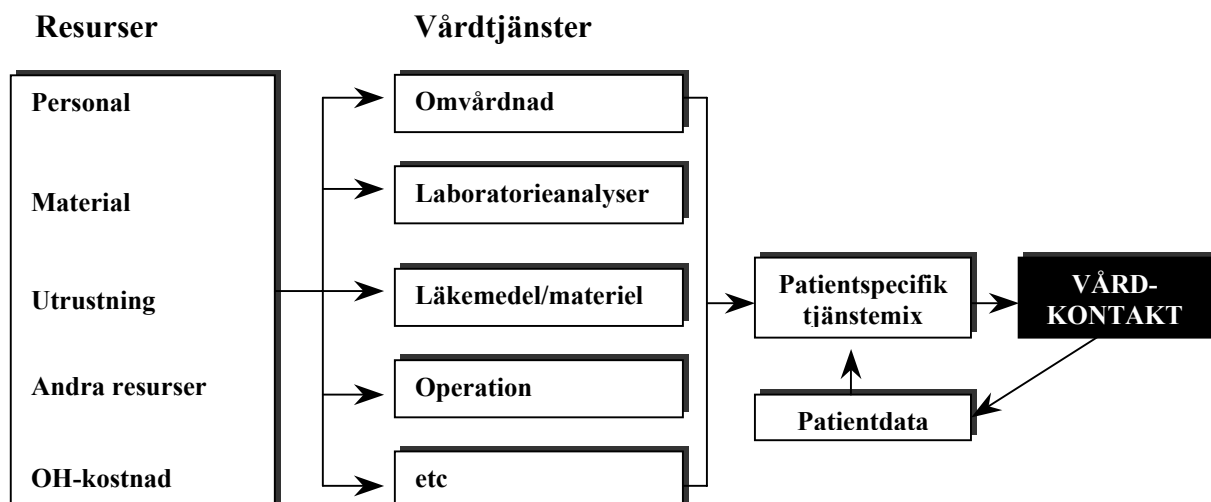 Resurser
Vårdtjänster
Personal
Material
Utrustning
Andra resurser
OH-kostnad
Omvårdnad
Laboratorieanalyser
Läkemedel/materiel
Operation
etc
Patientspecifik
tjänstemix
Patientdata
VÅRD-
KONTAKT